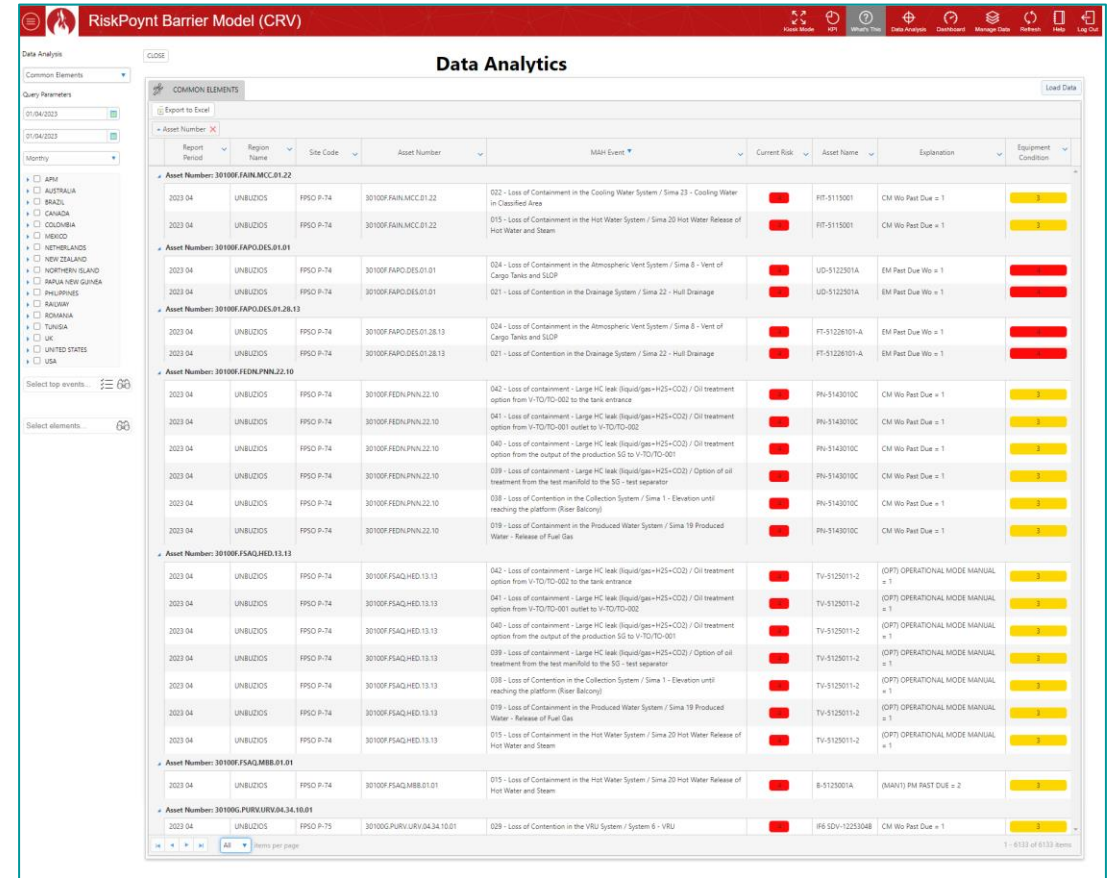 RiskPoynt Barrier Model (CRV)
Kiosk Mode KPI What's This Data Analysis Dashboard Manage Data Refresh Help Log Out
Data Analysis
Common Elements
Query Parameters
01/04/2023
01/04/2023
Monthly
APM
AUSTRALIA
BRAZIL
CANADA
COLOMBIA
MEXICO
NETHERLANDS
NEW ZEALAND
NORTHERN ISLAND
PAPUA NEW GUINEA
PHILIPPINES
RAILWAY
ROMANIA
TUNISIA
UK
UNITED STATES
USA
Select top events...
Select elements...
CLOSE
Data Analytics
COMMON ELEMENTS
Load Data
Export to Excel
Asset Number
Report Period Region Name Site Code Asset Number MAH Event Current Risk Asset Name Explanation Equipment Condition
Asset Number: 30100F.FAIN.MCC.01.22
2023 04 UNBUZIOS FPSO P-74 30100F.FAIN.MCC.01.22 022 - Loss of Containment in the Cooling Water System / Sima 23 - Cooling Water in Classified Area FIT-5115001 CM Wo Past Due = 1 3
2023 04 UNBUZIOS FPSO P-74 30100F.FAIN.MCC.01.22 015 - Loss of Containment in the Hot Water System / Sima 20 Hot Water Release of Hot Water and Steam FIT-5115001 CM Wo Past Due = 1 3
Asset Number: 30100F.FAPO.DES.01.01
2023 04 UNBUZIOS FPSO P-74 30100F.FAPO.DES.01.01 024 - Loss of Containment in the Atmospheric Vent System / Sima 8 - Vent of Cargo Tanks and SLOP UD-5122501A EM Past Due Wo = 1
2023 04 UNBUZIOS FPSO P-74 30100F.FAPO.DES.01.01 021 - Loss of Contention in the Drainage System / Sima 22 - Hull Drainage UD-5122501A EM Past Due Wo = 1
Asset Number: 30100F.FAPO.DES.01.28.13
2023 04 UNBUZIOS FPSO P-74 30100F.FAPO.DES.01.28.13 024 - Loss of Containment in the Atmospheric Vent System / Sima 8 - Vent of Cargo Tanks and SLOP FT-51226101-A EM Past Due Wo = 1
2023 04 UNBUZIOS FPSO P-74 30100F.FAPO.DES.01.28.13 021 - Loss of Contention in the Drainage System / Sima 22 - Hull Drainage FT-51226101-A EM Past Due Wo = 1
Asset Number: 30100F.FEDN.PNN.22.10
2023 04 UNBUZIOS FPSO P-74 30100F.FEDN.PNN.22.10 042 - Loss of containment - Large HC leak (liquid/gas+H2S+CO2) / Oil treatment option from V-TO/TO-002 to the tank entrance PN-5143010C CM Wo Past Due = 1 3
2023 04 UNBUZIOS FPSO P-74 30100F.FEDN.PNN.22.10 041 - Loss of containment - Large HC leak (liquid/gas+H2S+CO2) / Oil treatment option from V-TO/TO-001 outlet to V-TO/TO-002 PN-5143010C CM Wo Past Due = 1 3
2023 04 UNBUZIOS FPSO P-74 30100F.FEDN.PNN.22.10 040 - Loss of containment - Large HC leak (liquid/gas+H2S+CO2) / Oil treatment option from the output of the production SG to V-TO/TO-001 PN-5143010C CM Wo Past Due = 1 3
2023 04 UNBUZIOS FPSO P-74 30100F.FEDN.PNN.22.10 039 - Loss of containment - Large HC leak (liquid/gas+H2S+CO2) / Option of oil treatment from the test manifold to the SG - test separator PN-5143010C CM Wo Past Due = 1 3
2023 04 UNBUZIOS FPSO P-74 30100F.FEDN.PNN.22.10 038 - Loss of Contention in the Collection System / Sima 1 - Elevation until reaching the platform (Riser Balcony) PN-5143010C CM Wo Past Due = 1 3
2023 04 UNBUZIOS FPSO P-74 30100F.FEDN.PNN.22.10 019 - Loss of Containment in the Produced Water System / Sima 19 Produced Water - Release of Fuel Gas PN-5143010C CM Wo Past Due = 1 3
Asset Number: 30100F.FSAQ.HED.13.13
2023 04 UNBUZIOS FPSO P-74 30100F.FSAQ.HED.13.13 042 - Loss of containment - Large HC leak (liquid/gas+H2S+CO2) / Oil treatment option from V-TO/TO-002 to the tank entrance TV-5125011-2 (OP7) OPERATIONAL MODE MANUAL = 1 3
2023 04 UNBUZIOS FPSO P-74 30100F.FSAQ.HED.13.13 041 - Loss of containment - Large HC leak (liquid/gas+H2S+CO2) / Oil treatment option from V-TO/TO-001 outlet to V-TO/TO-002 TV-5125011-2 (OP7) OPERATIONAL MODE MANUAL = 1 3
2023 04 UNBUZIOS FPSO P-74 30100F.FSAQ.HED.13.13 040 - Loss of containment - Large HC leak (liquid/gas+H2S+CO2) / Oil treatment option from the output of the production SG to V-TO/TO-001 TV-5125011-2 (OP7) OPERATIONAL MODE MANUAL = 1 3
2023 04 UNBUZIOS FPSO P-74 30100F.FSAQ.HED.13.13 039 - Loss of containment - Large HC leak (liquid/gas+H2S+CO2) / Option of oil treatment from the test manifold to the SG - test separator TV-5125011-2 (OP7) OPERATIONAL MODE MANUAL = 1 3
2023 04 UNBUZIOS FPSO P-74 30100F.FSAQ.HED.13.13 038 - Loss of Contention in the Collection System / Sima 1 - Elevation until reaching the platform (Riser Balcony) TV-5125011-2 (OP7) OPERATIONAL MODE MANUAL = 1 3
2023 04 UNBUZIOS FPSO P-74 30100F.FSAQ.HED.13.13 019 - Loss of Containment in the Produced Water System / Sima 19 Produced Water - Release of Fuel Gas TV-5125011-2 (OP7) OPERATIONAL MODE MANUAL = 1 3
2023 04 UNBUZIOS FPSO P-74 30100F.FSAQ.HED.13.13 015 - Loss of Containment in the Hot Water System / Sima 20 Hot Water Release of Hot Water and Steam TV-5125011-2 (OP7) OPERATIONAL MODE MANUAL = 1 3
Asset Number: 30100F.FSAQ.MBB.01.01
2023 04 UNBUZIOS FPSO P-74 30100F.FSAQ.MBB.01.01 015 - Loss of Containment in the Hot Water System / Sima 20 Hot Water Release of Hot Water and Steam B-5125001A (MAN1) PM PAST DUE = 2 3
Asset Number: 30100G.PURV.URV.04.34.10.01
2023 04 UNBUZIOS FPSO P-75 30100G.PURV.URV.04.34.10.01 029 - Loss of Contention in the VRU System / System 6 - VRU IF6 SDV-12253048 CM Wo Past Due = 1 3
All items per page
1 - 6133 of 6133 items